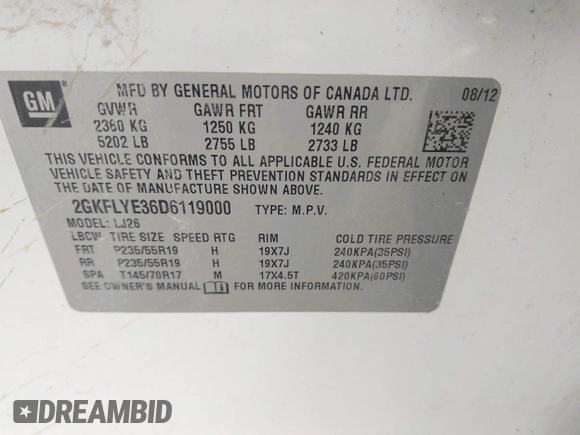 GM
MFD BY GENERAL MOTORS OF CANADA LTD. 08/12
GVWR GAWR FRT GAWR RR
2360 KG 1250 KG 1240 KG
5202 LB 2755 LB 2733 LB
THIS VEHICLE CONFORMS TO ALL APPLICABLE U.S. FEDERAL MOTOR
VEHICLE SAFETY AND THEFT PREVENTION STANDARDS IN EFFECT ON
THE DATE OF MANUFACTURE SHOWN ABOVE.
2GKFLYE36D6119000 TYPE: M.P.V.
MODEL: LJ26
LBCW TIRE SIZE SPEED RTG RIM COLD TIRE PRESSURE
FRT P235/55R19 H 19X7J 240KPA(35PSI)
RR P235/55R19 H 19X7J 240KPA(35PSI)
SPA T145/70R17 M 17X4.5T 420KPA(60PSI)
SEE OWNER'S MANUAL FOR MORE INFORMATION.
DREAMBID